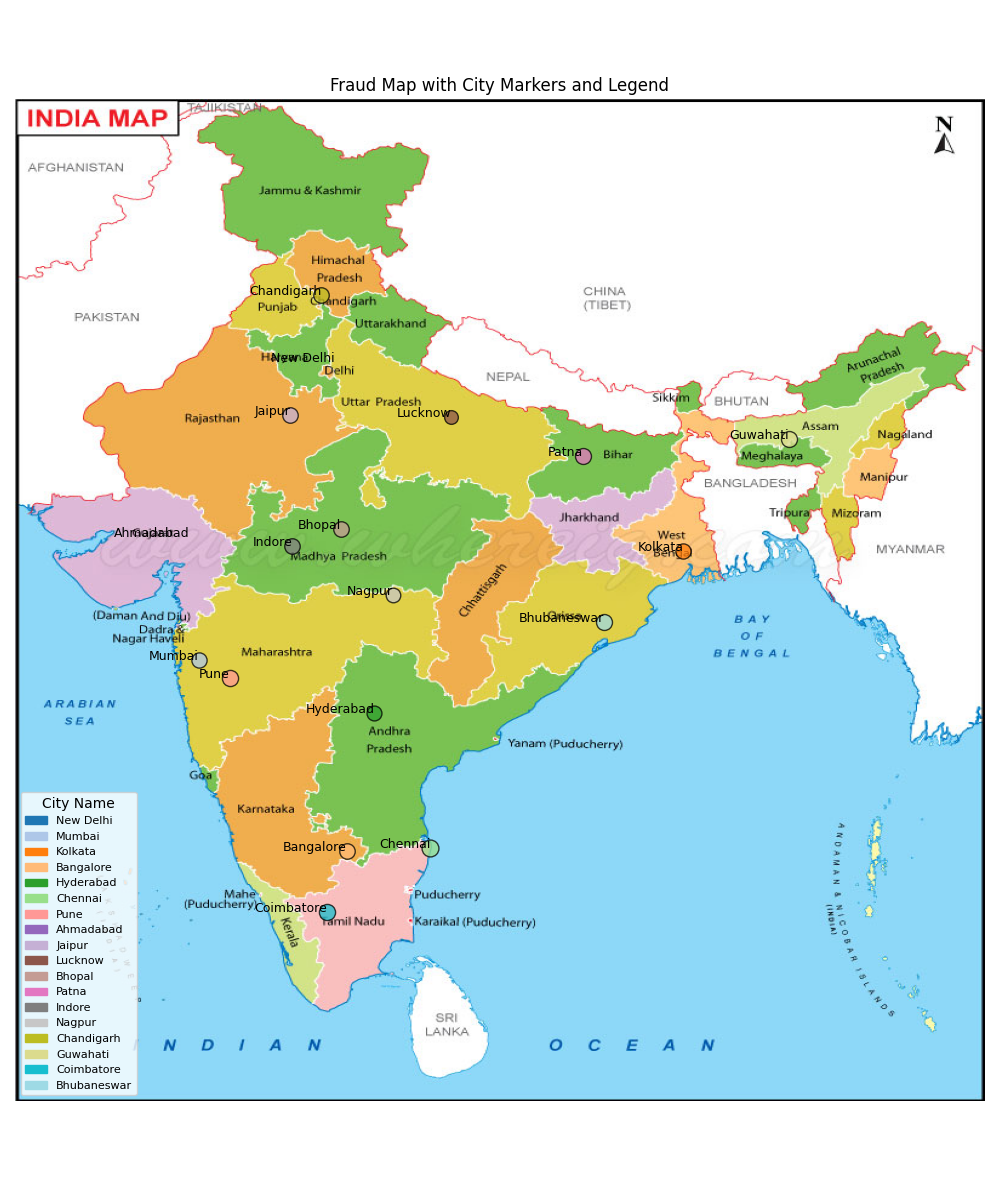 Fraud Map with City Markers and Legend
INDIA MAP
TAJIKISTAN
N
AFGHANISTAN
Jammu & Kashmir
Himachal
Pradesh
Chandigarh
Chandigarh
Punjab
CHINA
(TIBET)
PAKISTAN
Uttarakhand
Haryana
New Delhi
Delhi
NEPAL
Arunachal
Pradesh
Sikkim
BHUTAN
Uttar Pradesh
Rajasthan
Jaipur
Lucknow
Guwahati
Assam
Nagaland
Patna
Bihar
Meghalaya
Manipur
BANGLADESH
Tripura
Mizoram
Jharkhand
Ahmadabad
Gujarat
Bhopal
Indore
Madhya Pradesh
West
Bengal
Kolkata
MYANMAR
Chhattisgarh
Nagpur
(Daman And Diu)
Dadra &
Nagar Haveli
Orissa
Bhubaneswar
BAY
OF
BENGAL
Mumbai
Maharashtra
Pune
ARABIAN
SEA
Hyderabad
Andhra
Pradesh
Yanam (Puducherry)
Goa
Karnataka
Bangalore
Chennai
Mahe
(Puducherry)
Puducherry
Coimbatore
Tamil Nadu
Karaikal (Puducherry)
Kerala
ANDAMAN & NICOBAR ISLANDS
(INDIA)
SRI
LANKA
INDIAN OCEAN
City Name
New Delhi
Mumbai
Kolkata
Bangalore
Hyderabad
Chennai
Pune
Ahmadabad
Jaipur
Lucknow
Bhopal
Patna
Indore
Nagpur
Chandigarh
Guwahati
Coimbatore
Bhubaneswar